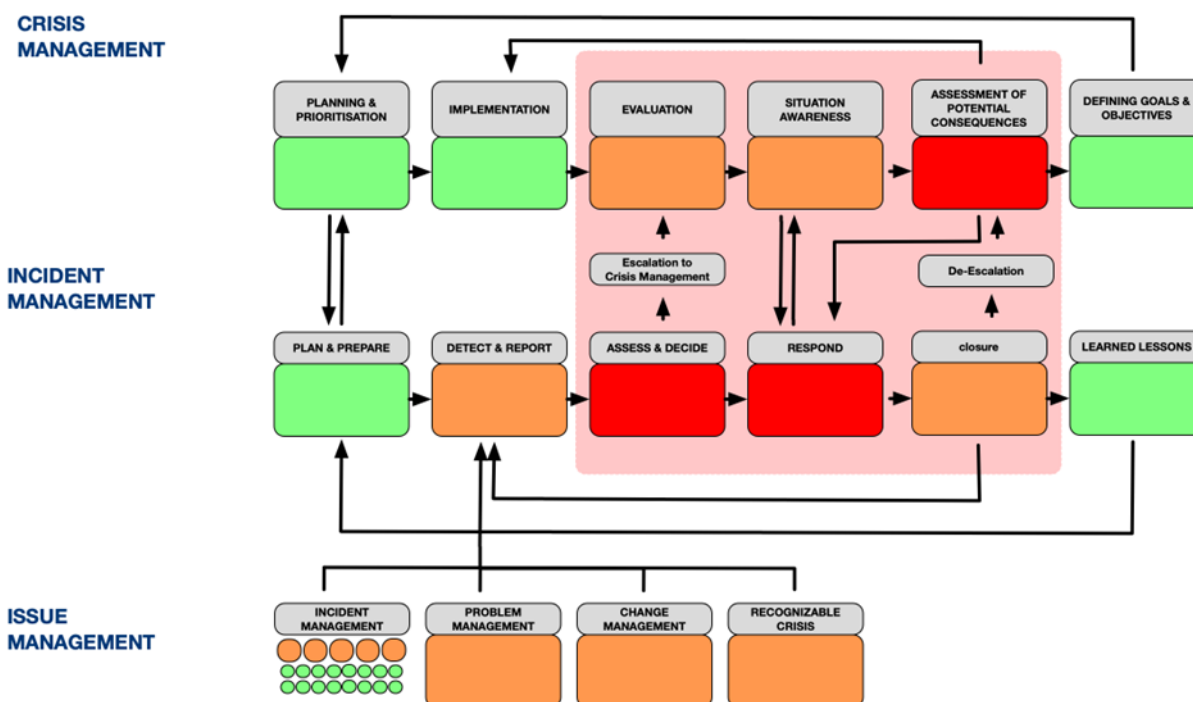 CRISIS
MANAGEMENT
PLANNING &
PRIORITISATION
IMPLEMENTATION
EVALUATION
SITUATION
AWARENESS
ASSESSMENT OF
POTENTIAL
CONSEQUENCES
DEFINING GOALS &
OBJECTIVES
INCIDENT
MANAGEMENT
Escalation to
Crisis Management
De-Escalation
PLAN & PREPARE
DETECT & REPORT
ASSESS & DECIDE
RESPOND
closure
LEARNED LESSONS
ISSUE
MANAGEMENT
INCIDENT
MANAGEMENT
PROBLEM
MANAGEMENT
CHANGE
MANAGEMENT
RECOGNIZABLE
CRISIS